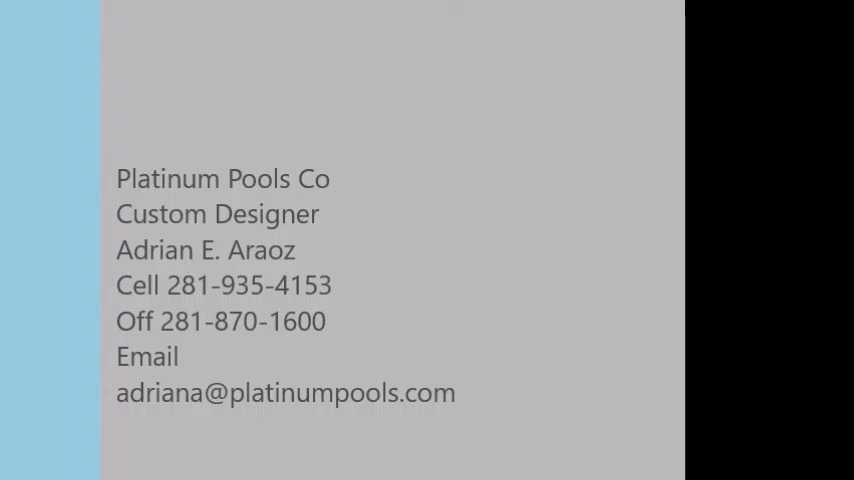 Platinum Pools Co
Custom Designer
Adrian E. Araoz
Cell 281-935-4153
Off 281-870-1600
Email
adriana@platinumpools.com